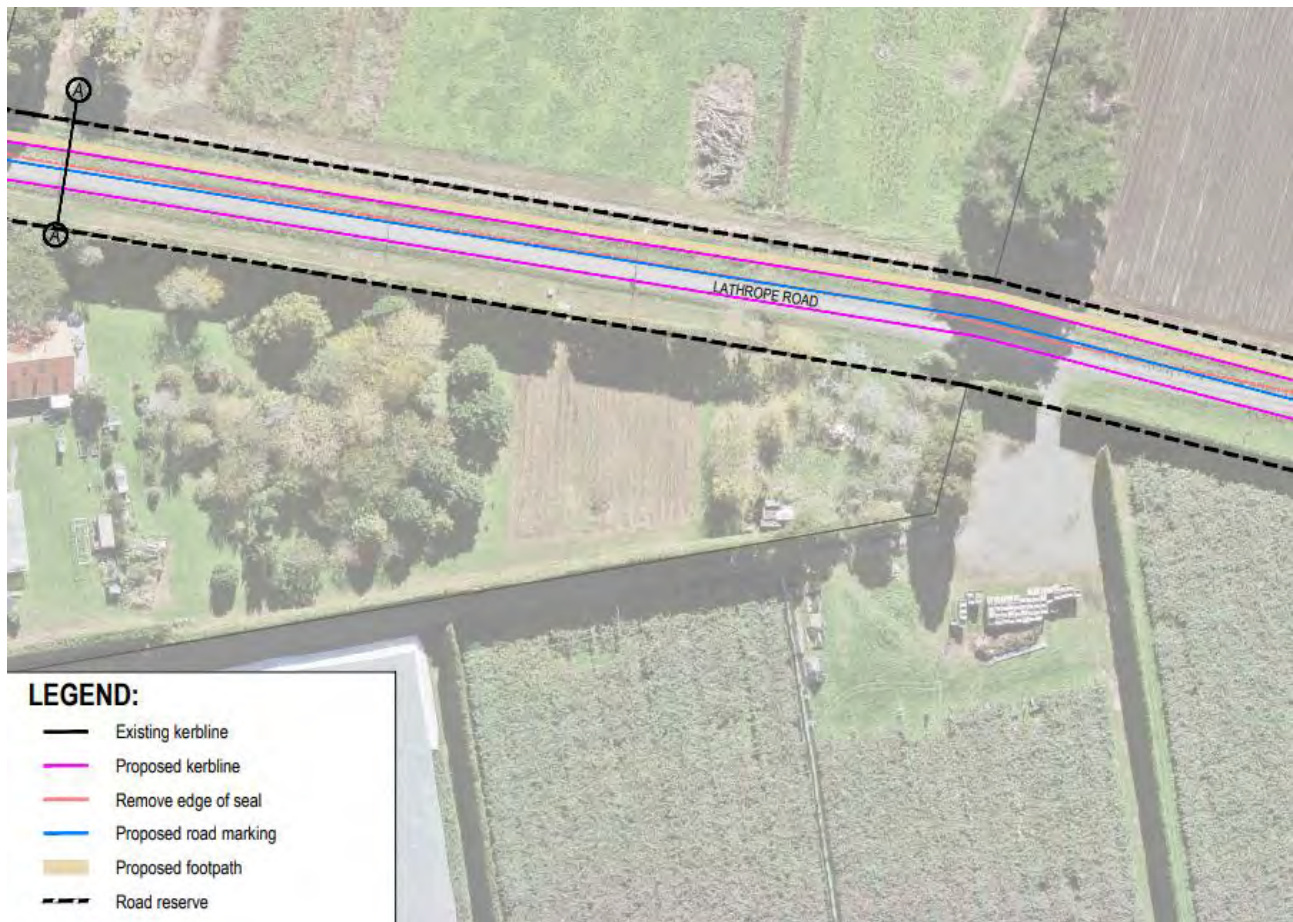 A
A
LATHROPE ROAD
LEGEND:
Existing kerbline
Proposed kerbline
Remove edge of seal
Proposed road marking
Proposed footpath
Road reserve